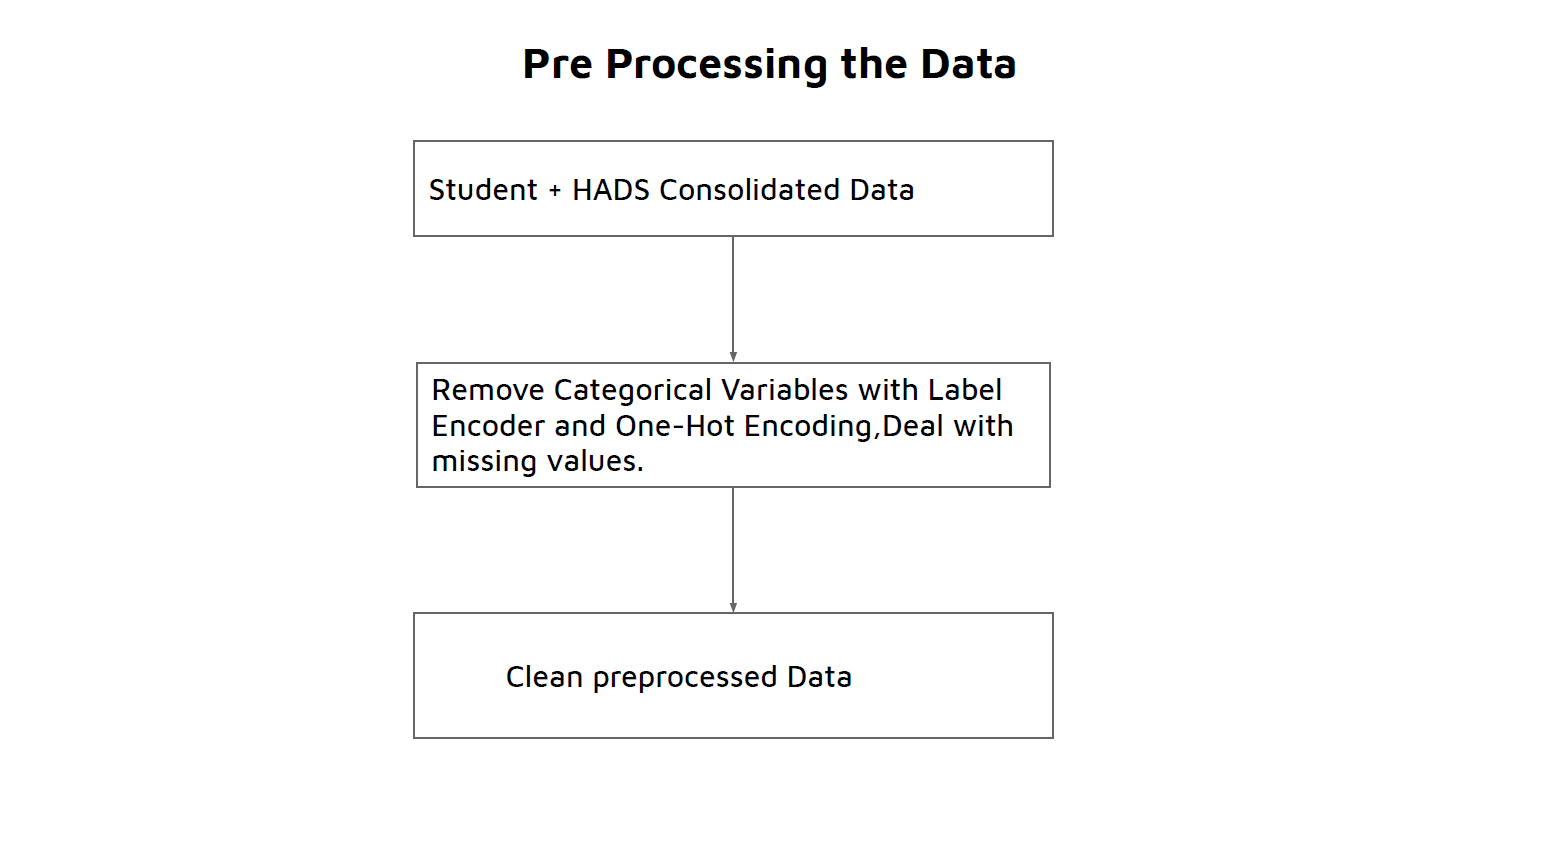 Pre Processing the Data
Student + HADS Consolidated Data
Remove Categorical Variables with Label
Encoder and One-Hot Encoding,Deal with
missing values.
Clean preprocessed Data